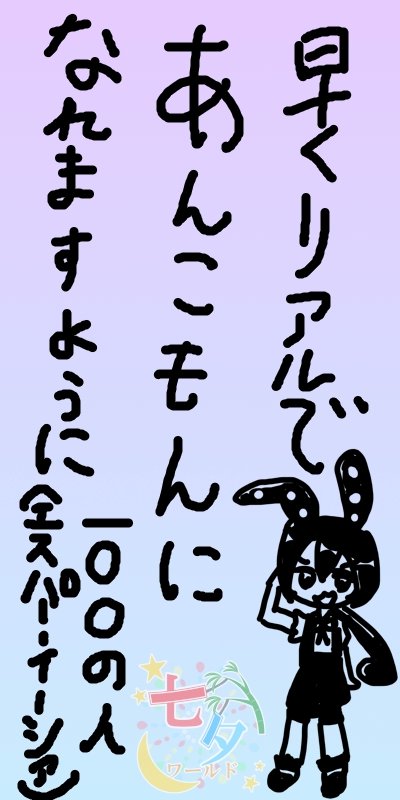 早くリアルで
あんこもんに
なれますように
一〇〇の人
(エスパー・イーシア)
七夕
ワールド